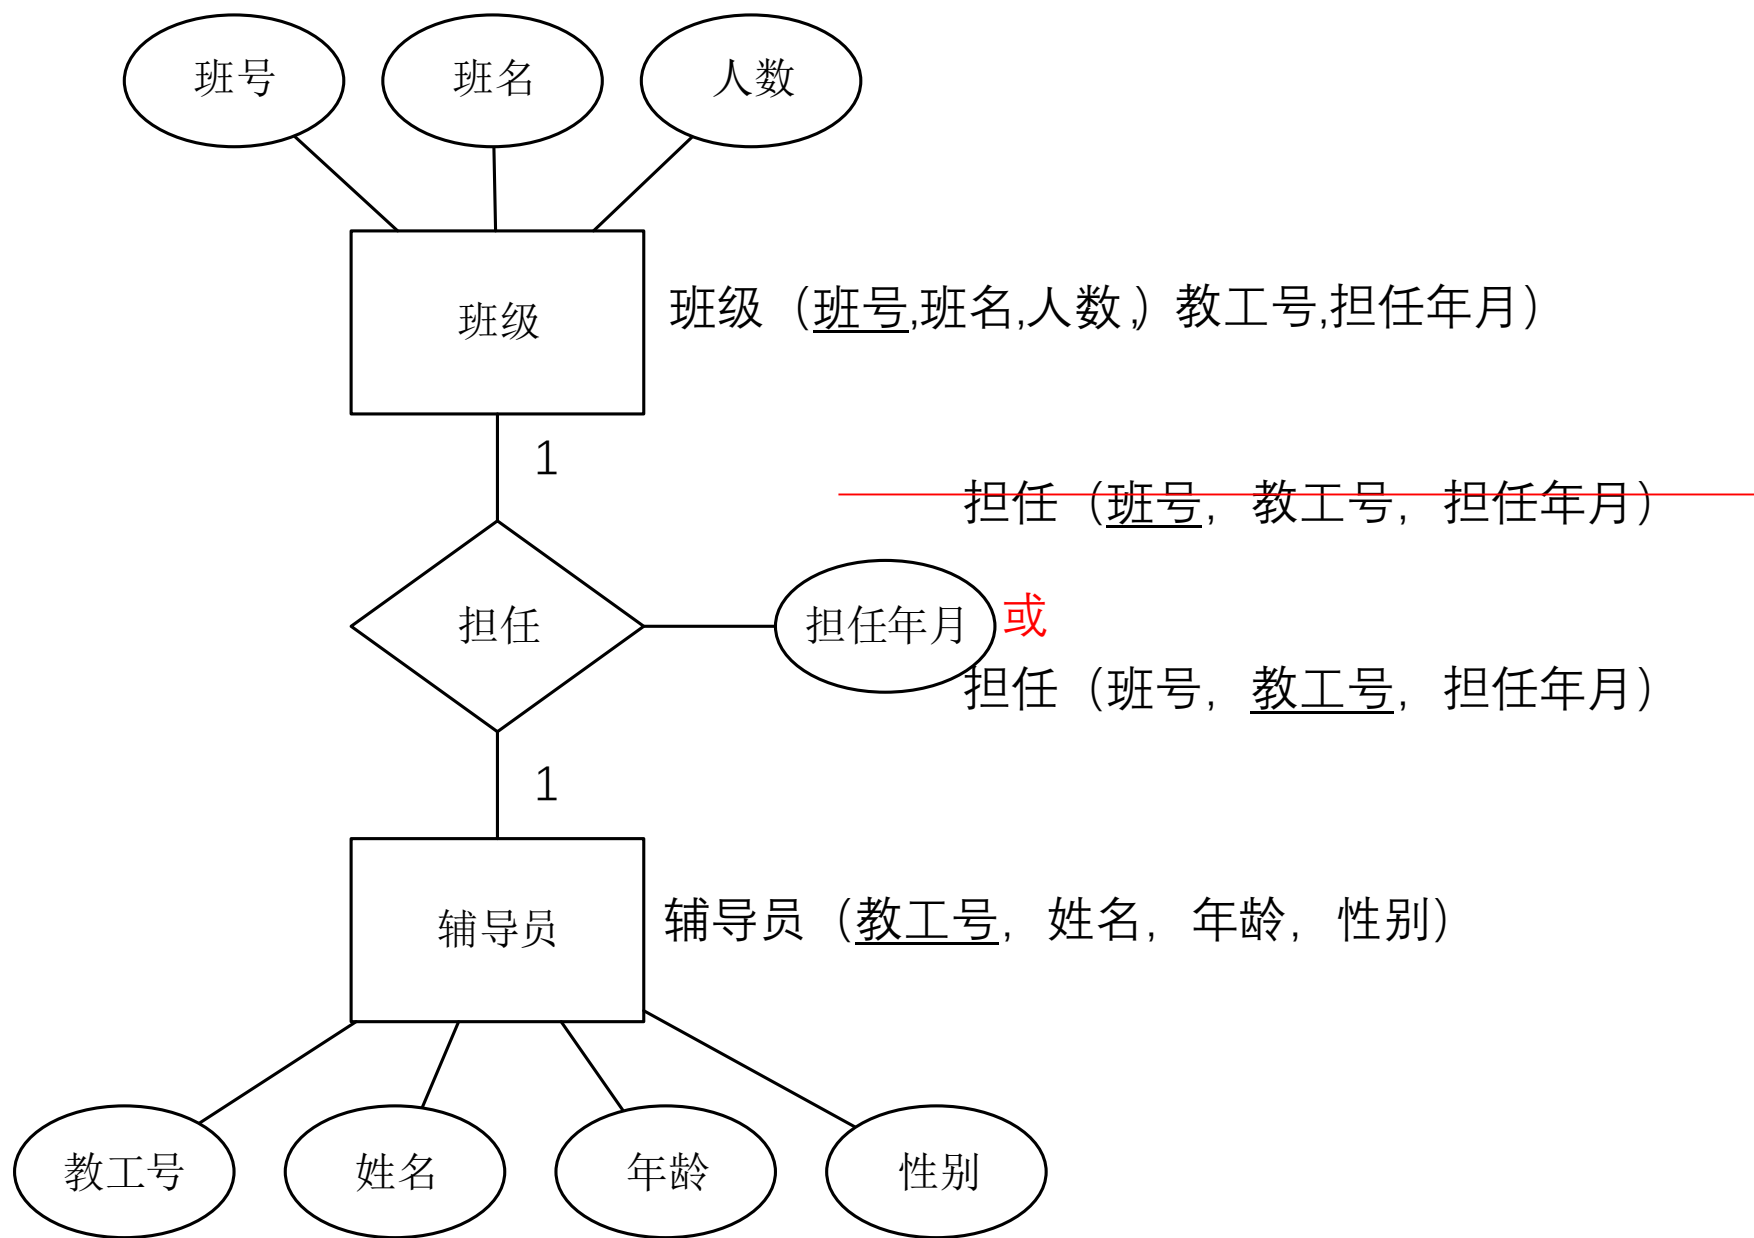 班号 班名 人数
班级 班级（班号,班名,人数,）教工号,担任年月）
1
担任（班号，教工号，担任年月）
担任 担任年月 或
担任（班号，教工号，担任年月）
1
辅导员 辅导员（教工号，姓名，年龄，性别）
教工号 姓名 年龄 性别